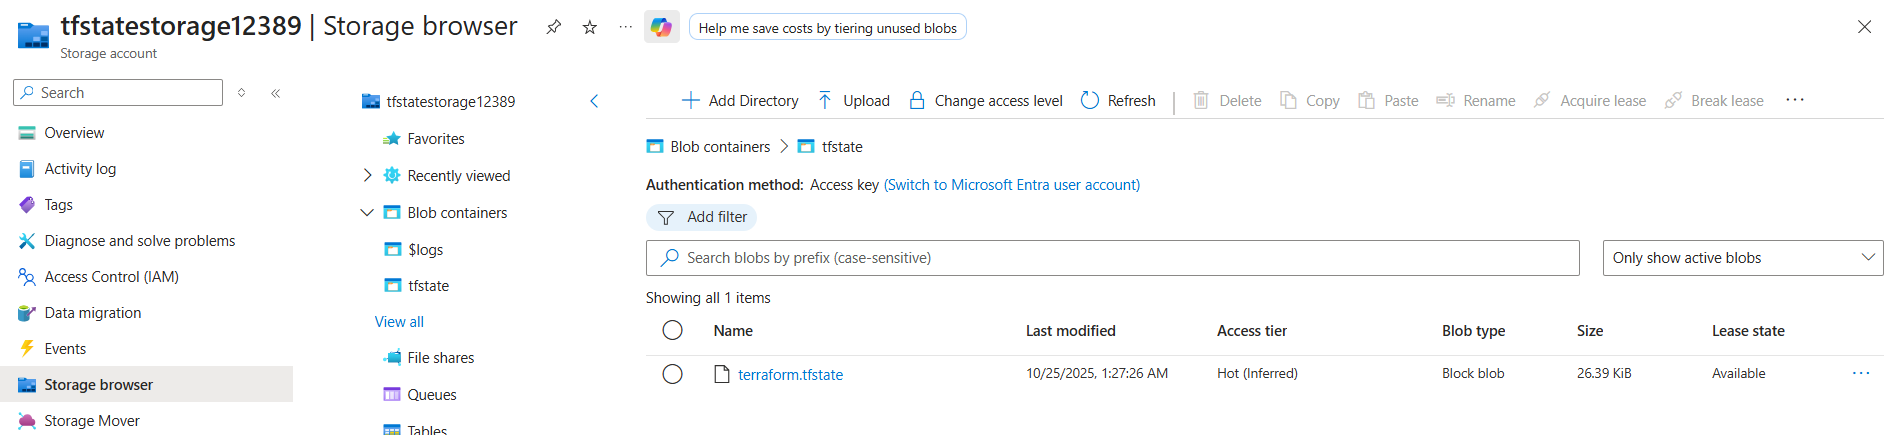 tfstatestorage12389 | Storage browser
Storage account
Help me save costs by tiering unused blobs
Search
Overview
Activity log
Tags
Diagnose and solve problems
Access Control (IAM)
Data migration
Events
Storage browser
Storage Mover
tfstatestorage12389
Favorites
Recently viewed
Blob containers
$logs
tfstate
View all
File shares
Queues
Tables
Add Directory Upload Change access level Refresh Delete Copy Paste Rename Acquire lease Break lease
Blob containers > tfstate
Authentication method: Access key (Switch to Microsoft Entra user account)
Add filter
Search blobs by prefix (case-sensitive) Only show active blobs
Showing all 1 items
Name Last modified Access tier Blob type Size Lease state
terraform.tfstate 10/25/2025, 1:27:26 AM Hot (Inferred) Block blob 26.39 KiB Available